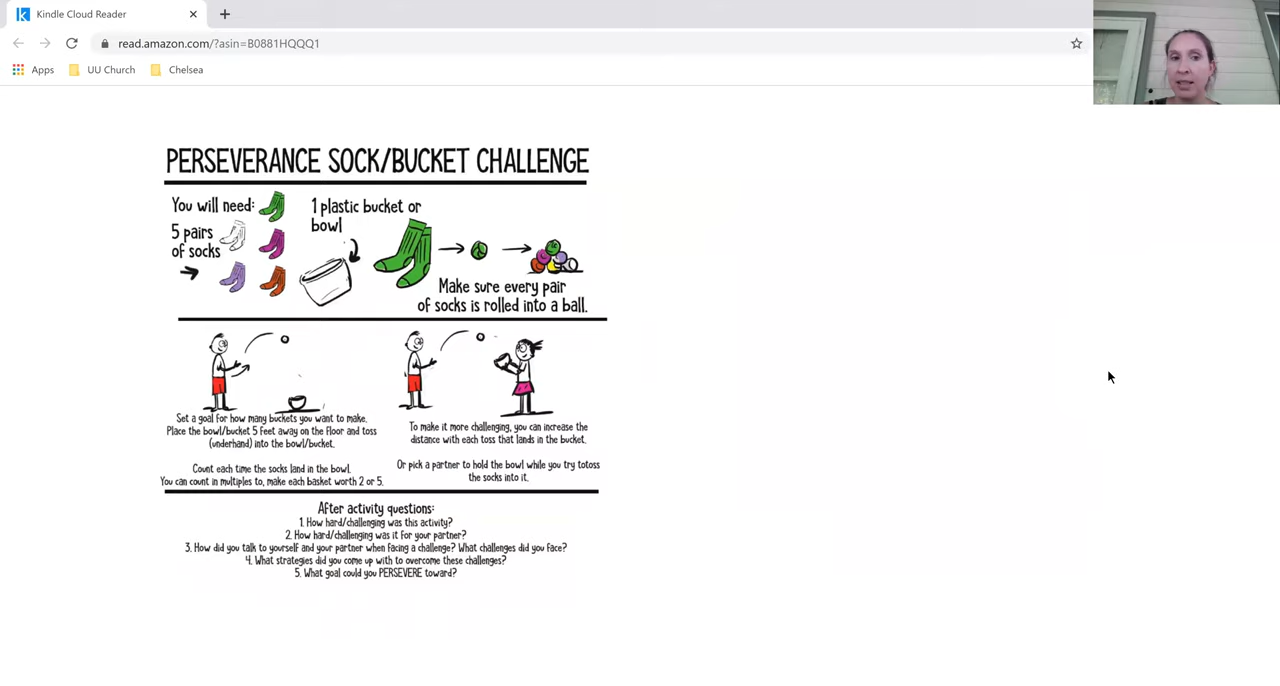 Kindle Cloud Reader
read.amazon.com/?asin=B0881HQQQ1
Apps
UU Church
Chelsea
PERSEVERANCE SOCK/BUCKET CHALLENGE
You will need:
5 pairs
of socks
1 plastic bucket or
bowl
Make sure every pair
of socks is rolled into a ball.
Set a goal for how many buckets you want to make.
Place the bowl/bucket 5 feet away on the floor and toss
(underhand) into the bowl/bucket.
Count each time the socks land in the bowl.
You can count in multiples to, make each basket worth 2 or 5.
To make it more challenging, you can increase the
distance with each toss that lands in the bucket.
Or pick a partner to hold the bowl while you try totoss
the socks into it.
After activity questions:
1. How hard/challenging was this activity?
2. How hard/challenging was it for your partner?
3. How did you talk to yourself and your partner when facing a challenge? What challenges did you face?
4. What strategies did you come up with to overcome these challenges?
5. What goal could you PERSEVERE toward?